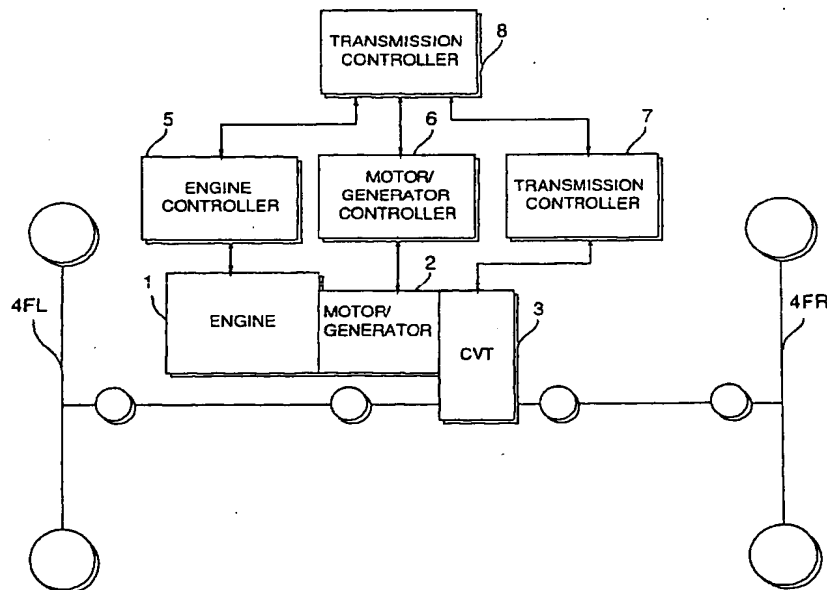 TRANSMISSION
CONTROLLER
8
5
ENGINE
CONTROLLER
6
MOTOR/
GENERATOR
CONTROLLER
7
TRANSMISSION
CONTROLLER
4FL
1
ENGINE
2
MOTOR/
GENERATOR
3
CVT
4FR